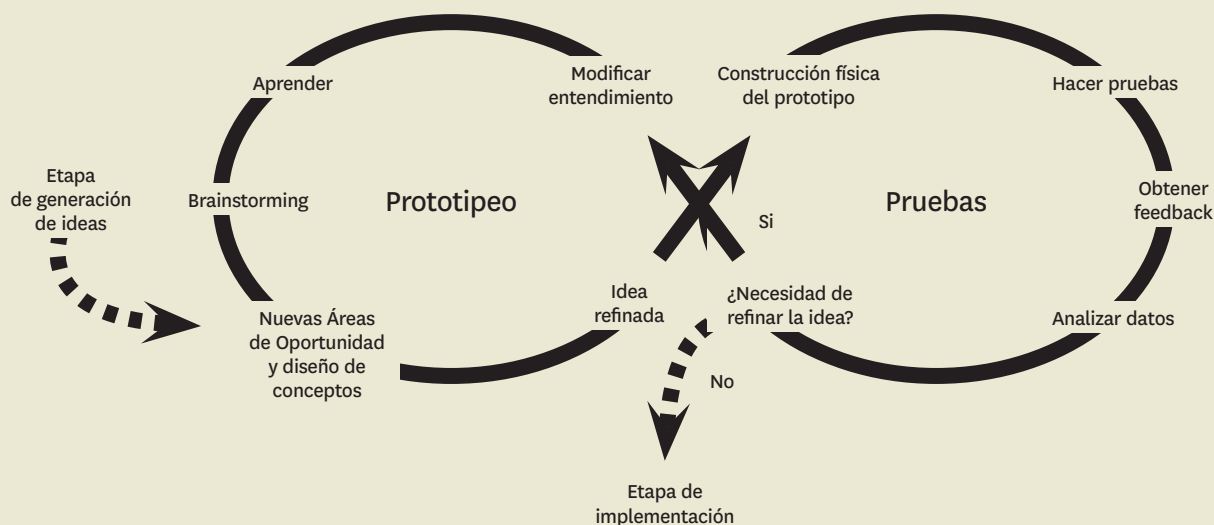 Aprender
Modificar
entendimiento
Construcción física
del prototipo
Hacer pruebas
Etapa
de generación
de ideas
Brainstorming
Prototipeo
Si
Pruebas
Obtener
feedback
Idea
refinada
¿Necesidad de
refinar la idea?
Nuevas Áreas
de Oportunidad
y diseño de
conceptos
Analizar datos
No
Etapa de
implementación